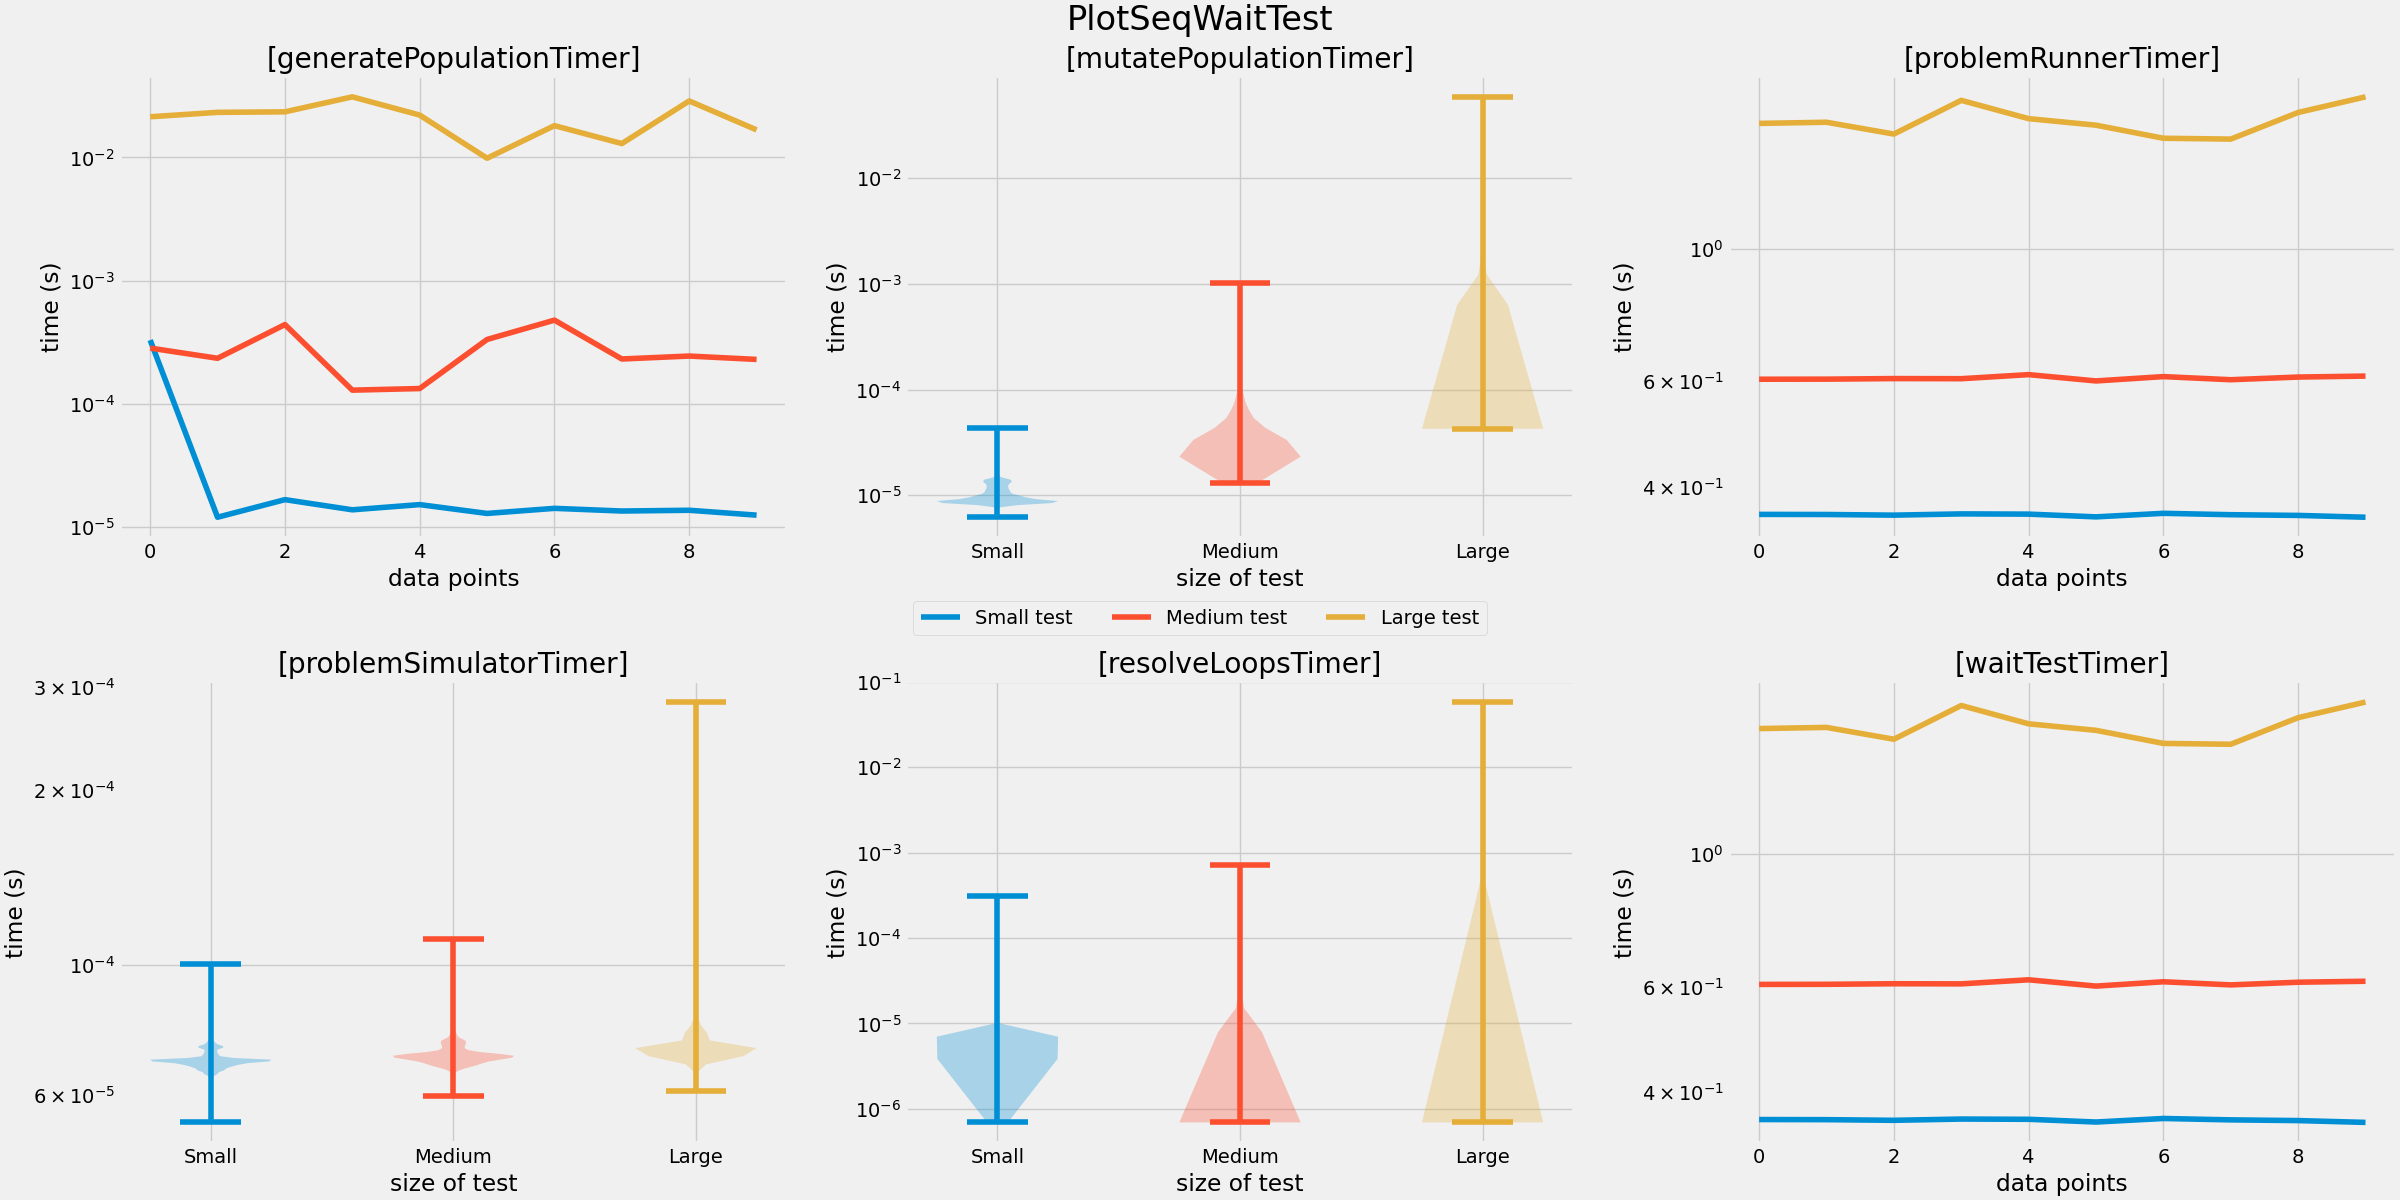 PlotSeqWaitTest
[generatePopulationTimer]
time (s)
10⁻²
10⁻³
10⁻⁴
10⁻⁵
0 2 4 6 8
data points
[mutatePopulationTimer]
time (s)
10⁻²
10⁻³
10⁻⁴
10⁻⁵
Small Medium Large
size of test
[problemRunnerTimer]
time (s)
10⁰
6 × 10⁻¹
4 × 10⁻¹
0 2 4 6 8
data points
Small test Medium test Large test
[problemSimulatorTimer]
time (s)
3 × 10⁻⁴
2 × 10⁻⁴
10⁻⁴
6 × 10⁻⁵
Small Medium Large
size of test
[resolveLoopsTimer]
time (s)
10⁻¹
10⁻²
10⁻³
10⁻⁴
10⁻⁵
10⁻⁶
Small Medium Large
size of test
[waitTestTimer]
time (s)
10⁰
6 × 10⁻¹
4 × 10⁻¹
0 2 4 6 8
data points